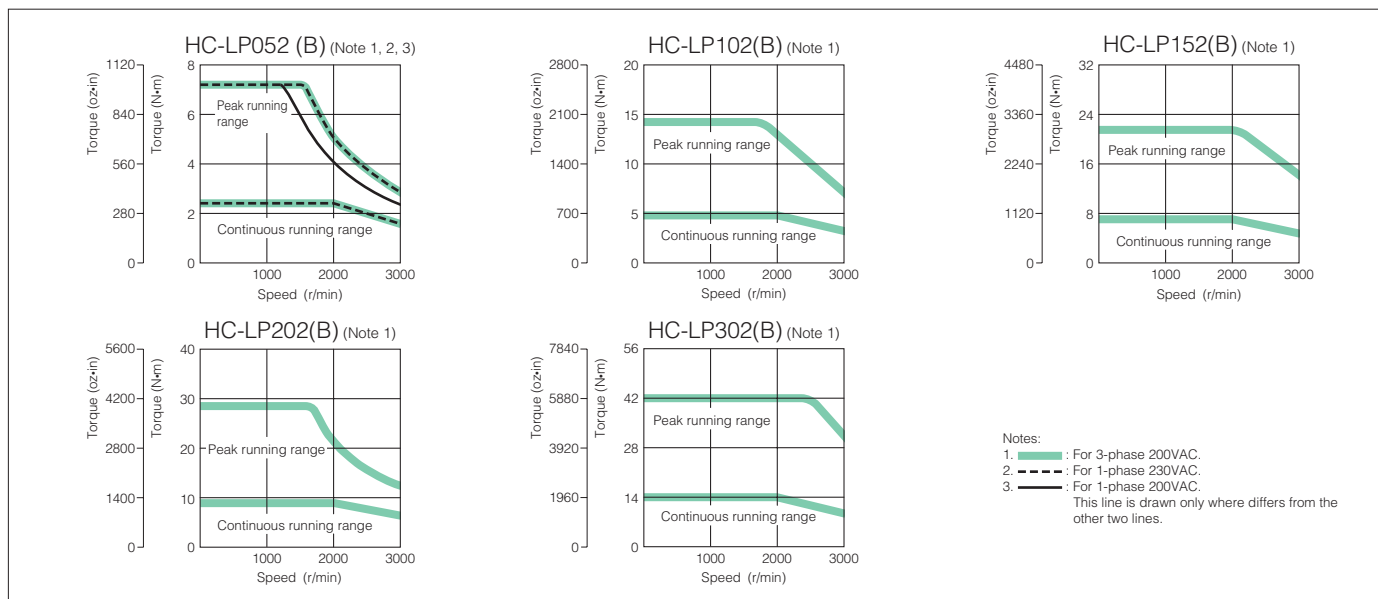 HC-LP052 (B) (Note 1, 2, 3)
Torque (oz•in)
1120
840
560
280
0
Torque (N•m)
8
6
4
2
0
Peak running
range
Continuous running range
1000 2000 3000
Speed (r/min)
HC-LP102(B) (Note 1)
Torque (oz•in)
2800
2100
1400
700
0
Torque (N•m)
20
15
10
5
0
Peak running range
Continuous running range
1000 2000 3000
Speed (r/min)
HC-LP152(B) (Note 1)
Torque (oz•in)
4480
3360
2240
1120
0
Torque (N•m)
32
24
16
8
0
Peak running range
Continuous running range
1000 2000 3000
Speed (r/min)
HC-LP202(B) (Note 1)
Torque (oz•in)
5600
4200
2800
1400
0
Torque (N•m)
40
30
20
10
0
Peak running range
Continuous running range
1000 2000 3000
Speed (r/min)
HC-LP302(B) (Note 1)
Torque (oz•in)
7840
5880
4920
1960
0
Torque (N•m)
56
42
28
14
0
Peak running range
Continuous running range
1000 2000 3000
Speed (r/min)
Notes:
1. : For 3-phase 200VAC.
2. : For 1-phase 230VAC.
3. : For 1-phase 200VAC.
This line is drawn only where differs from the
other two lines.